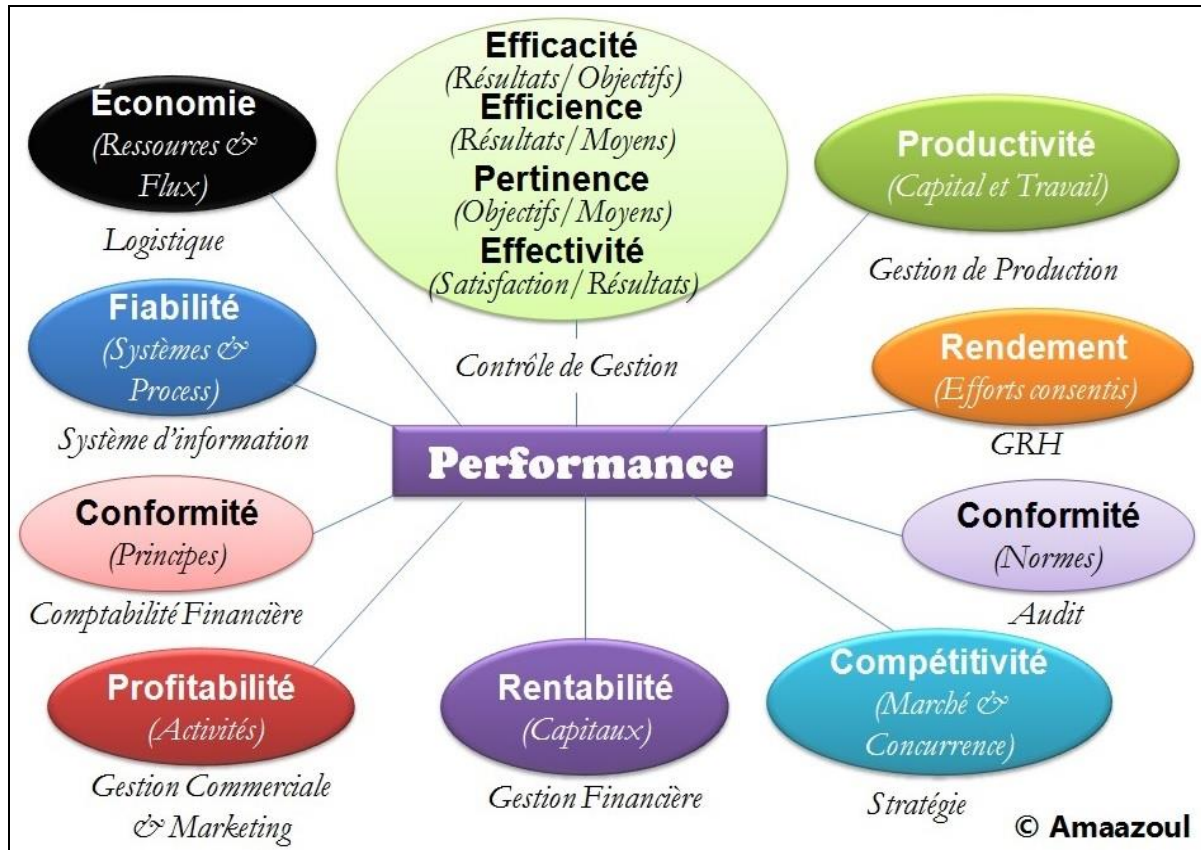 Efficacité
(Résultats/ Objectifs)
Efficience
(Résultats/ Moyens)
Pertinence
(Objectifs/ Moyens)
Effectivité
(Satisfaction/ Résultats)
Contrôle de Gestion
Économie
(Ressources &
Flux)
Logistique
Productivité
(Capital et Travail)
Gestion de Production
Fiabilité
(Systèmes &
Process)
Système d'information
Rendement
(Efforts consentis)
GRH
Performance
Conformité
(Principes)
Comptabilité Financière
Conformité
(Normes)
Audit
Profitabilité
(Activités)
Gestion Commerciale
& Marketing
Rentabilité
(Capitaux)
Gestion Financière
Compétitivité
(Marché &
Concurrence)
Stratégie
© Amaazoul